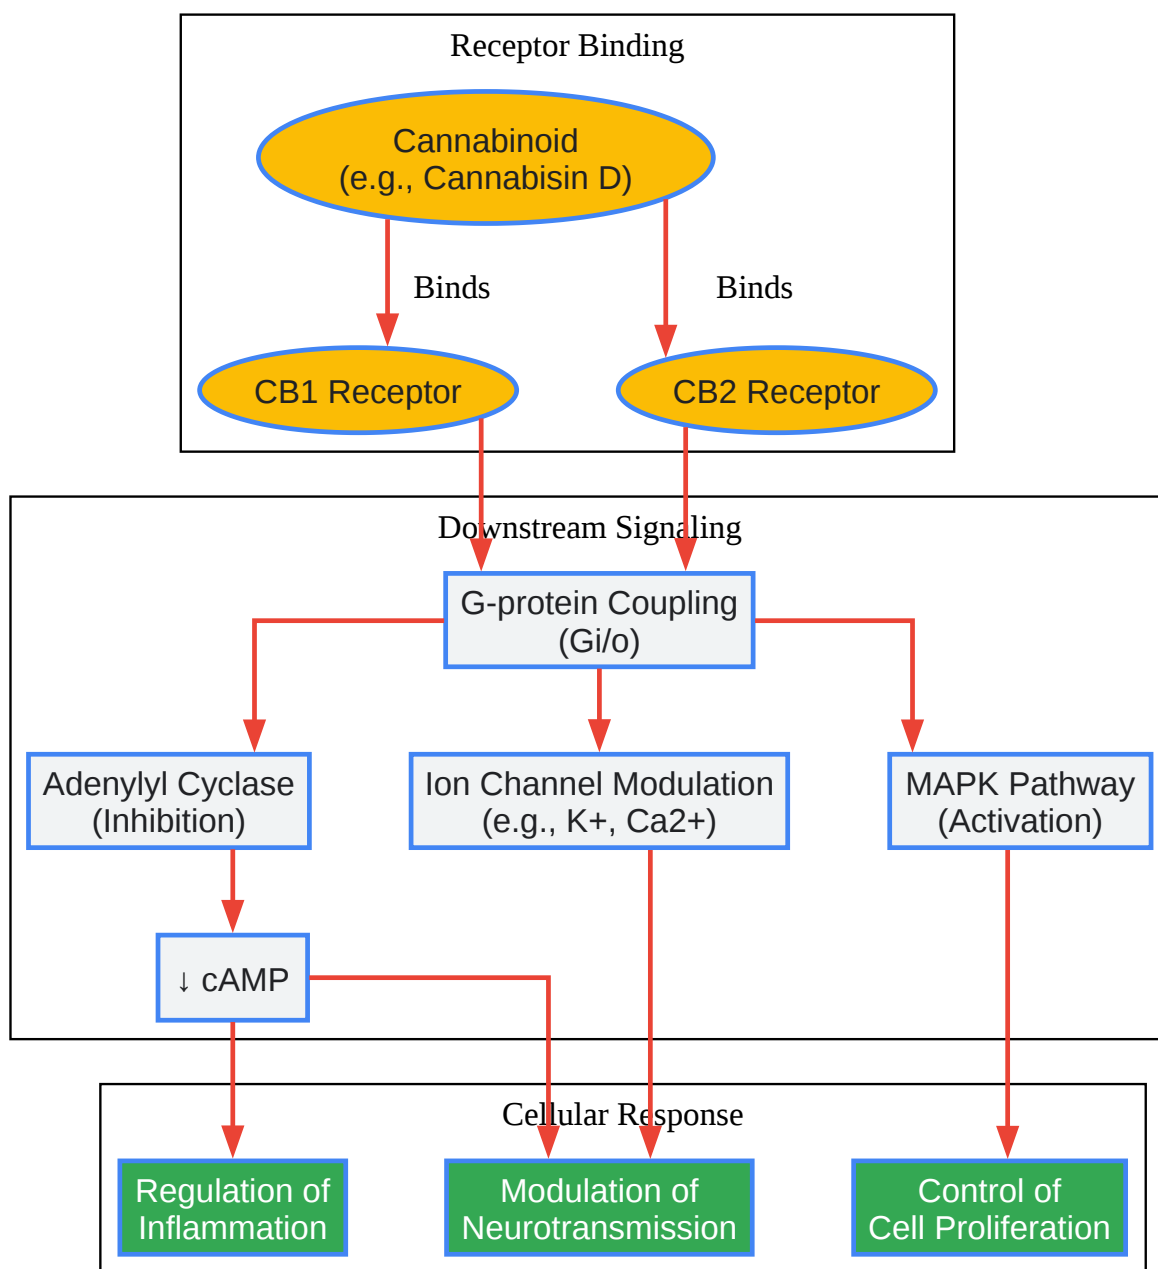 Receptor Binding
Cannabinoid
(e.g., Cannabisin D)
Binds
Binds
CB1 Receptor
CB2 Receptor
Downstream Signaling
G-protein Coupling
(Gi/o)
Adenylyl Cyclase
(Inhibition)
Ion Channel Modulation
(e.g., K+, Ca2+)
MAPK Pathway
(Activation)
↓ cAMP
Cellular Response
Regulation of
Inflammation
Modulation of
Neurotransmission
Control of
Cell Proliferation